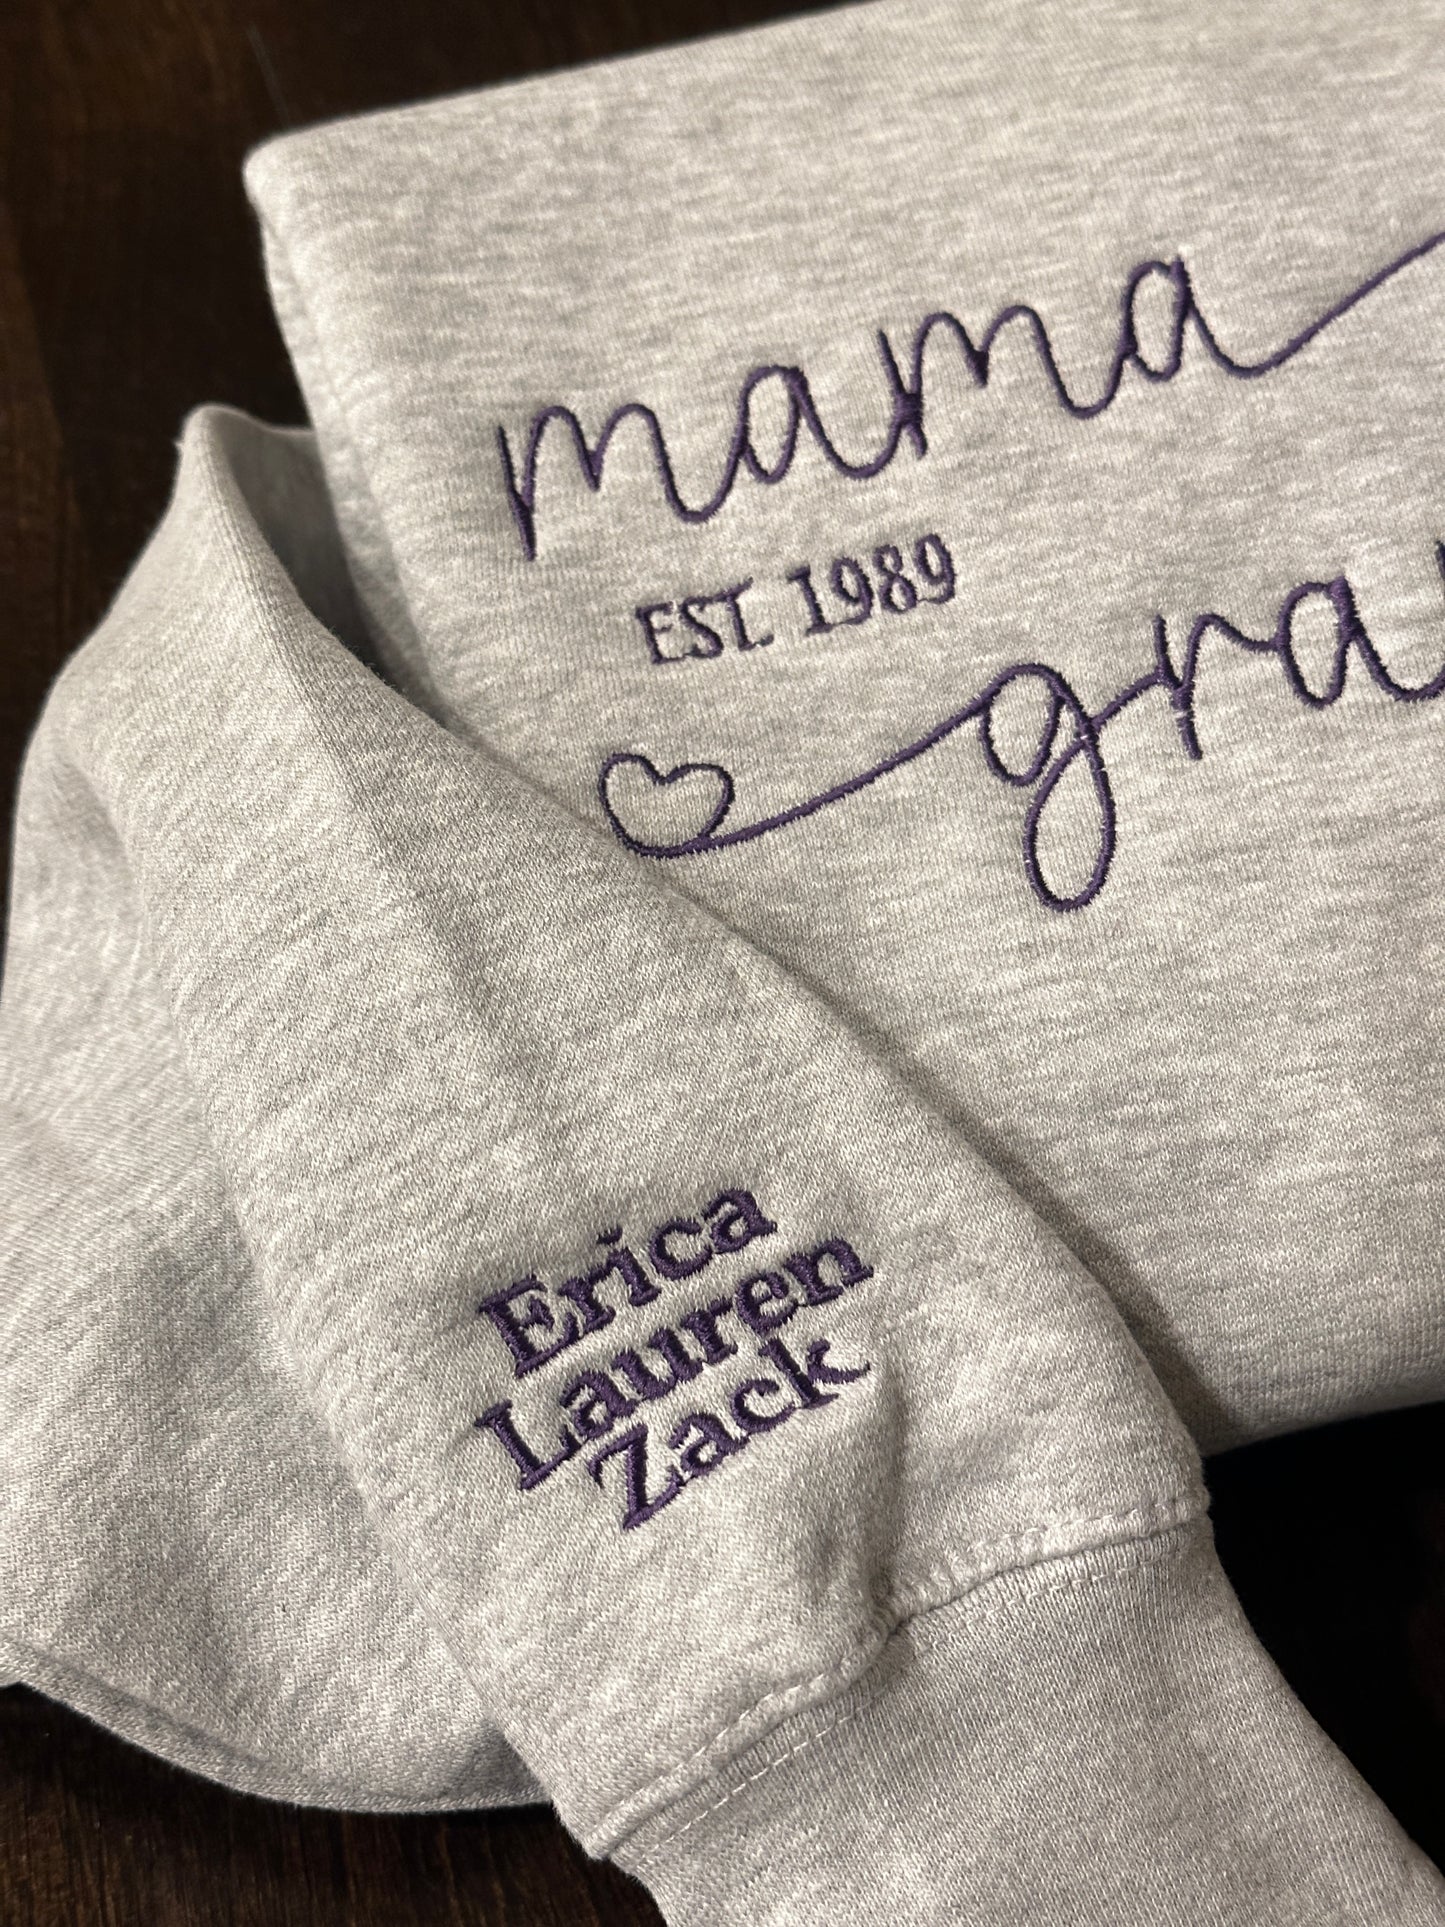 mama
EST. 1989
gra
Erica
Lauren
Zack